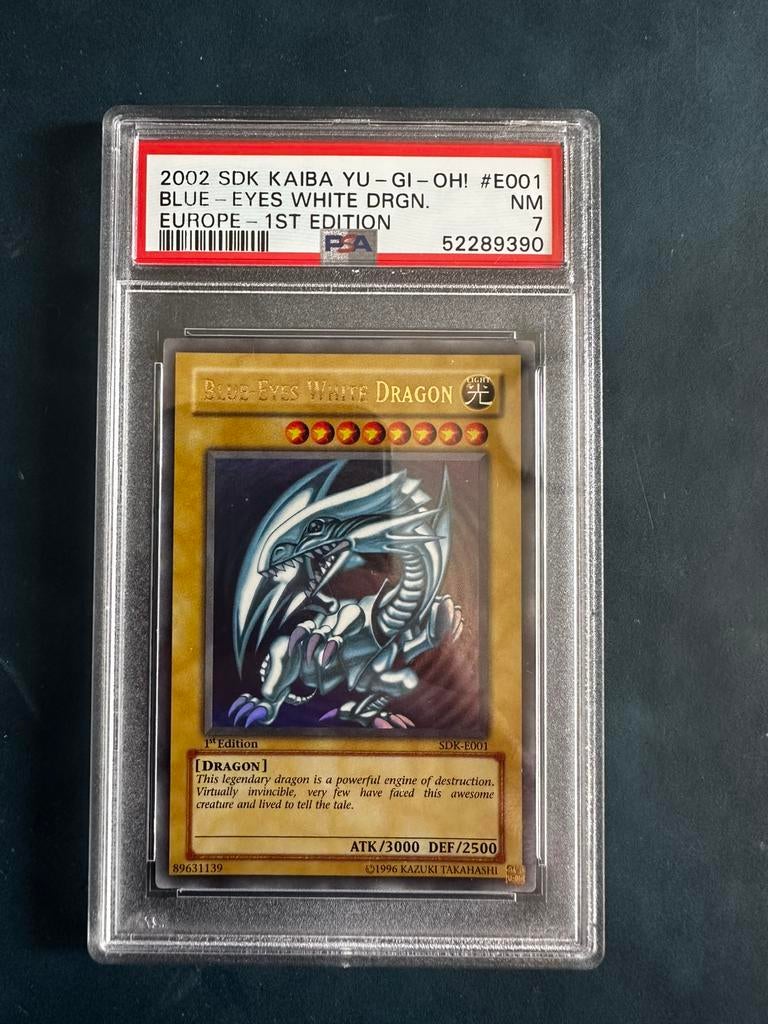 2002 SDK KAIBA YU-GI-OH! #E001
BLUE-EYES WHITE DRGN. NM
EUROPE-1ST EDITION 7
PSA 52289390
BLUE-EYES WHITE DRAGON
LIGHT
光
1st Edition SDK-E001
[DRAGON]
This legendary dragon is a powerful engine of destruction.
Virtually invincible, very few have faced this awesome
creature and lived to tell the tale.
ATK/3000 DEF/2500
89631139 ©1996 KAZUKI TAKAHASHI